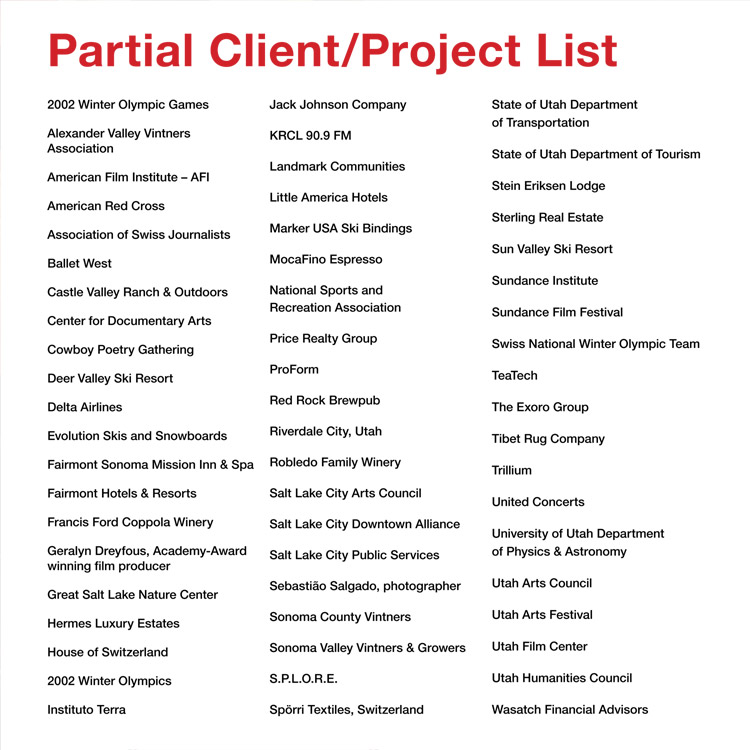 Partial Client/Project List
2002 Winter Olympic Games
Alexander Valley Vintners
Association
American Film Institute – AFI
American Red Cross
Association of Swiss Journalists
Ballet West
Castle Valley Ranch & Outdoors
Center for Documentary Arts
Cowboy Poetry Gathering
Deer Valley Ski Resort
Delta Airlines
Evolution Skis and Snowboards
Fairmont Sonoma Mission Inn & Spa
Fairmont Hotels & Resorts
Francis Ford Coppola Winery
Geralyn Dreyfous, Academy-Award
winning film producer
Great Salt Lake Nature Center
Hermes Luxury Estates
House of Switzerland
2002 Winter Olympics
Instituto Terra
Jack Johnson Company
KRCL 90.9 FM
Landmark Communities
Little America Hotels
Marker USA Ski Bindings
MocaFino Espresso
National Sports and
Recreation Association
Price Realty Group
ProForm
Red Rock Brewpub
Riverdale City, Utah
Robledo Family Winery
Salt Lake City Arts Council
Salt Lake City Downtown Alliance
Salt Lake City Public Services
Sebastião Salgado, photographer
Sonoma County Vintners
Sonoma Valley Vintners & Growers
S.P.L.O.R.E.
Spörri Textiles, Switzerland
State of Utah Department
of Transportation
State of Utah Department of Tourism
Stein Eriksen Lodge
Sterling Real Estate
Sun Valley Ski Resort
Sundance Institute
Sundance Film Festival
Swiss National Winter Olympic Team
TeaTech
The Exoro Group
Tibet Rug Company
Trillium
United Concerts
University of Utah Department
of Physics & Astronomy
Utah Arts Council
Utah Arts Festival
Utah Film Center
Utah Humanities Council
Wasatch Financial Advisors